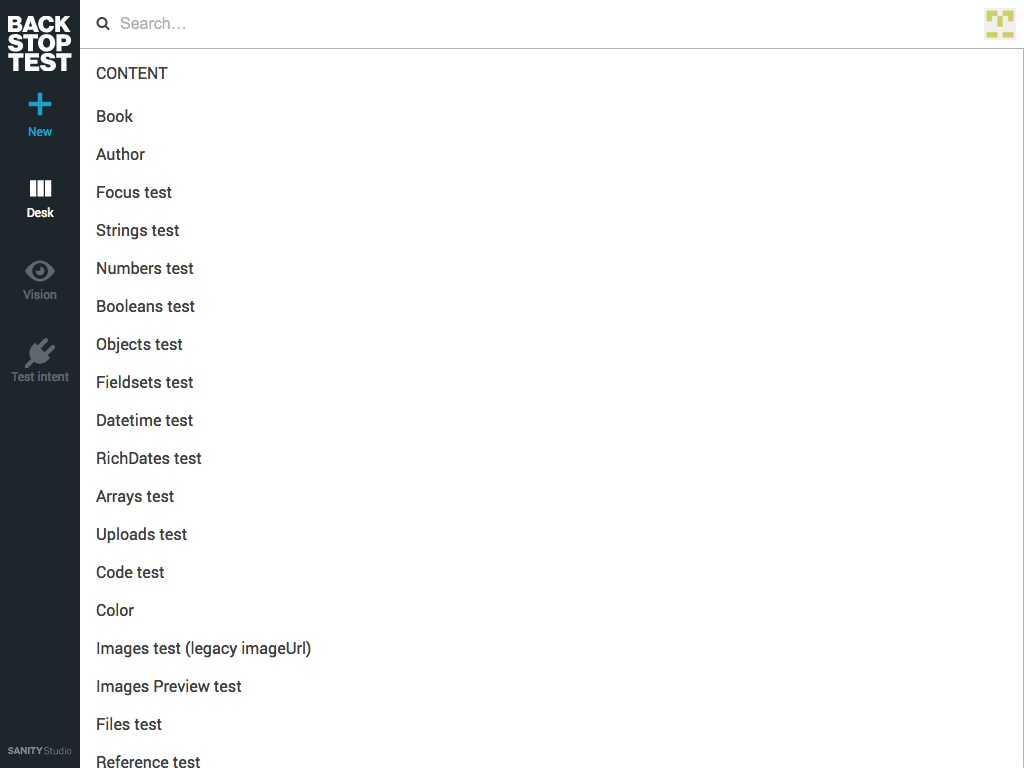 BACK
STOP
TEST
Search...
New
Desk
Vision
Test intent
SANITY Studio
CONTENT
Book
Author
Focus test
Strings test
Numbers test
Booleans test
Objects test
Fieldsets test
Datetime test
RichDates test
Arrays test
Uploads test
Code test
Color
Images test (legacy imageUrl)
Images Preview test
Files test
Reference test